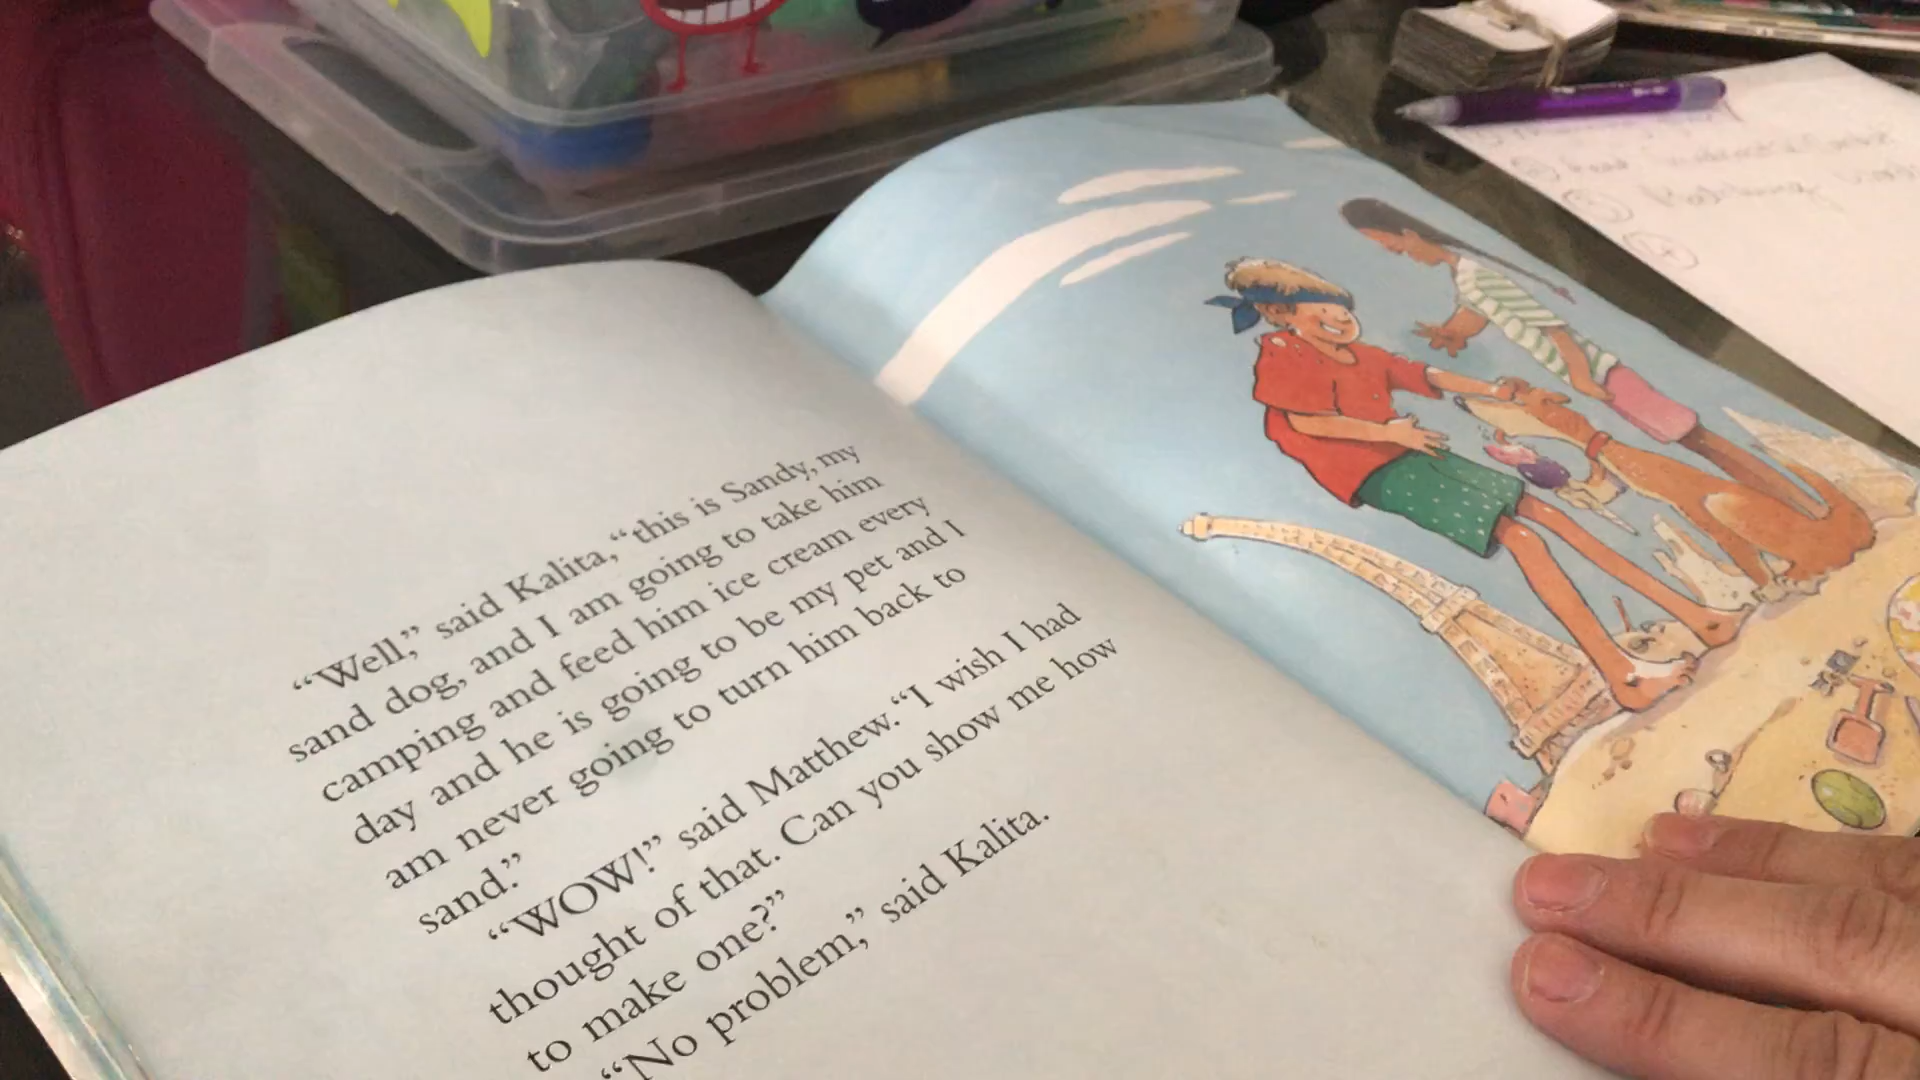 “Well,” said Kalita, “this is Sandy, my
sand dog, and I am going to take him
camping and feed him ice cream every
day and he is going to be my pet and I
am never going to turn him back to
sand.”
“WOW!” said Matthew. “I wish I had
thought of that. Can you show me how
to make one?”
“No problem,” said Kalita.